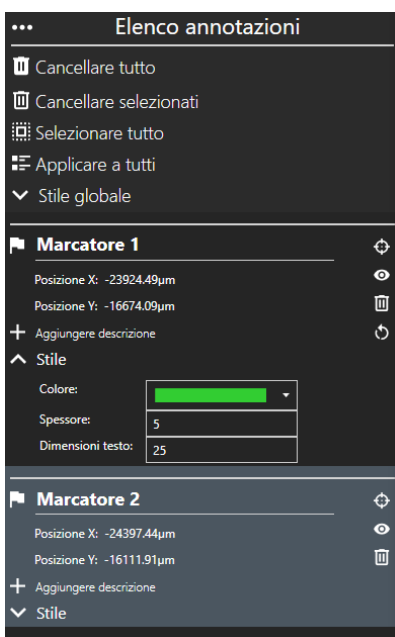 Elenco annotazioni
Cancellare tutto
Cancellare selezionati
Selezionare tutto
Applicare a tutti
Stile globale
Marcatore 1
Posizione X: -23924.49µm
Posizione Y: -16674.09µm
Aggiungere descrizione
Stile
Colore:
Spessore: 5
Dimensioni testo: 25
Marcatore 2
Posizione X: -24397.44µm
Posizione Y: -16111.91µm
Aggiungere descrizione
Stile